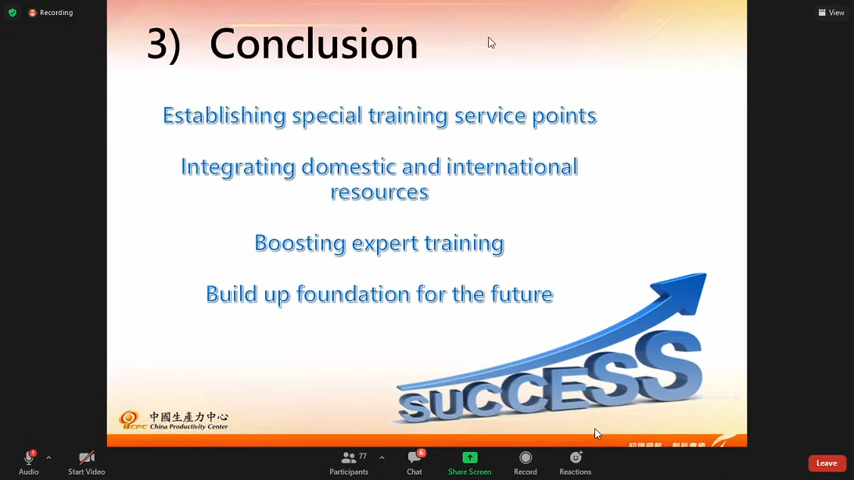 Recording
View
3) Conclusion
Establishing special training service points
Integrating domestic and international
resources
Boosting expert training
Build up foundation for the future
SUCCESS
CPC
中國生產力中心
China Productivity Center
77
6
Audio
Start Video
Participants
Chat
Share Screen
Record
Reactions
Leave